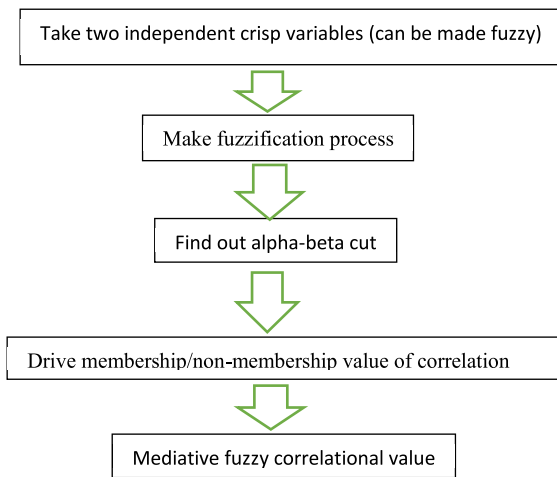 Take two independent crisp variables (can be made fuzzy)
Make fuzzification process
Find out alpha-beta cut
Drive membership/non-membership value of correlation
Mediative fuzzy correlational value